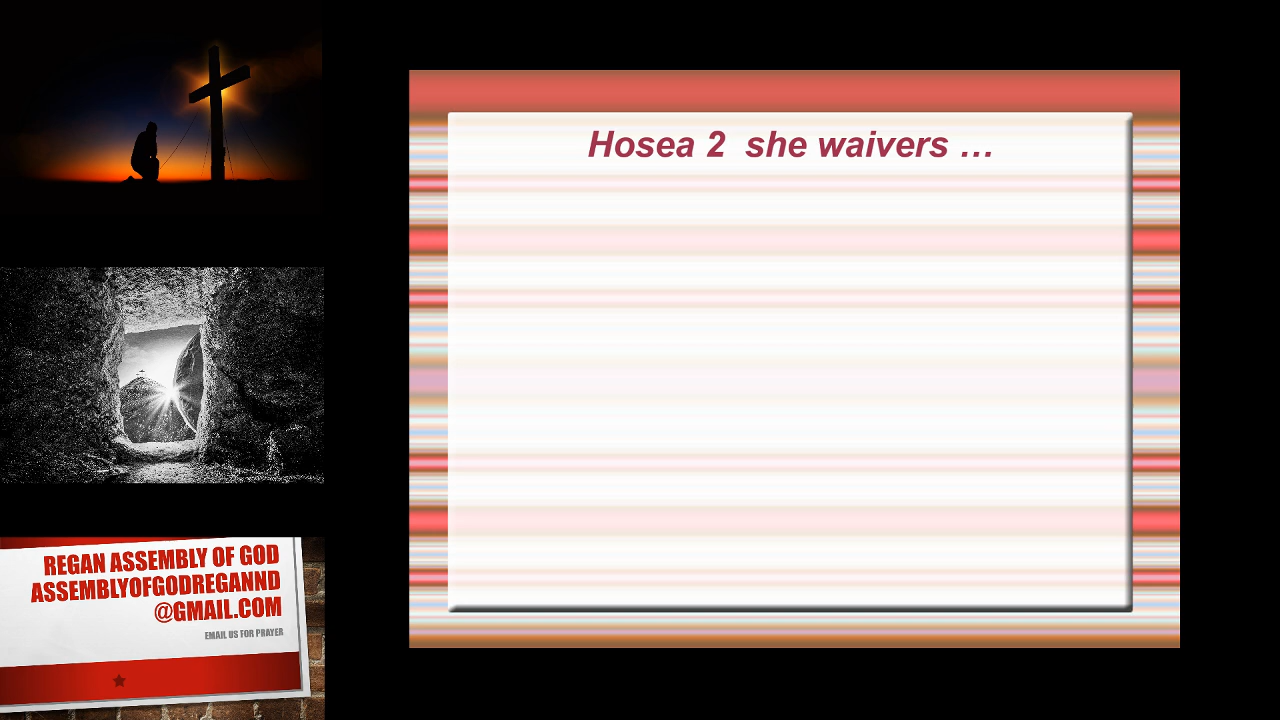 Hosea 2  she waivers …
REGAN ASSEMBLY OF GOD
ASSEMBLYOFGODREGANND
@GMAIL.COM
EMAIL US FOR PRAYER